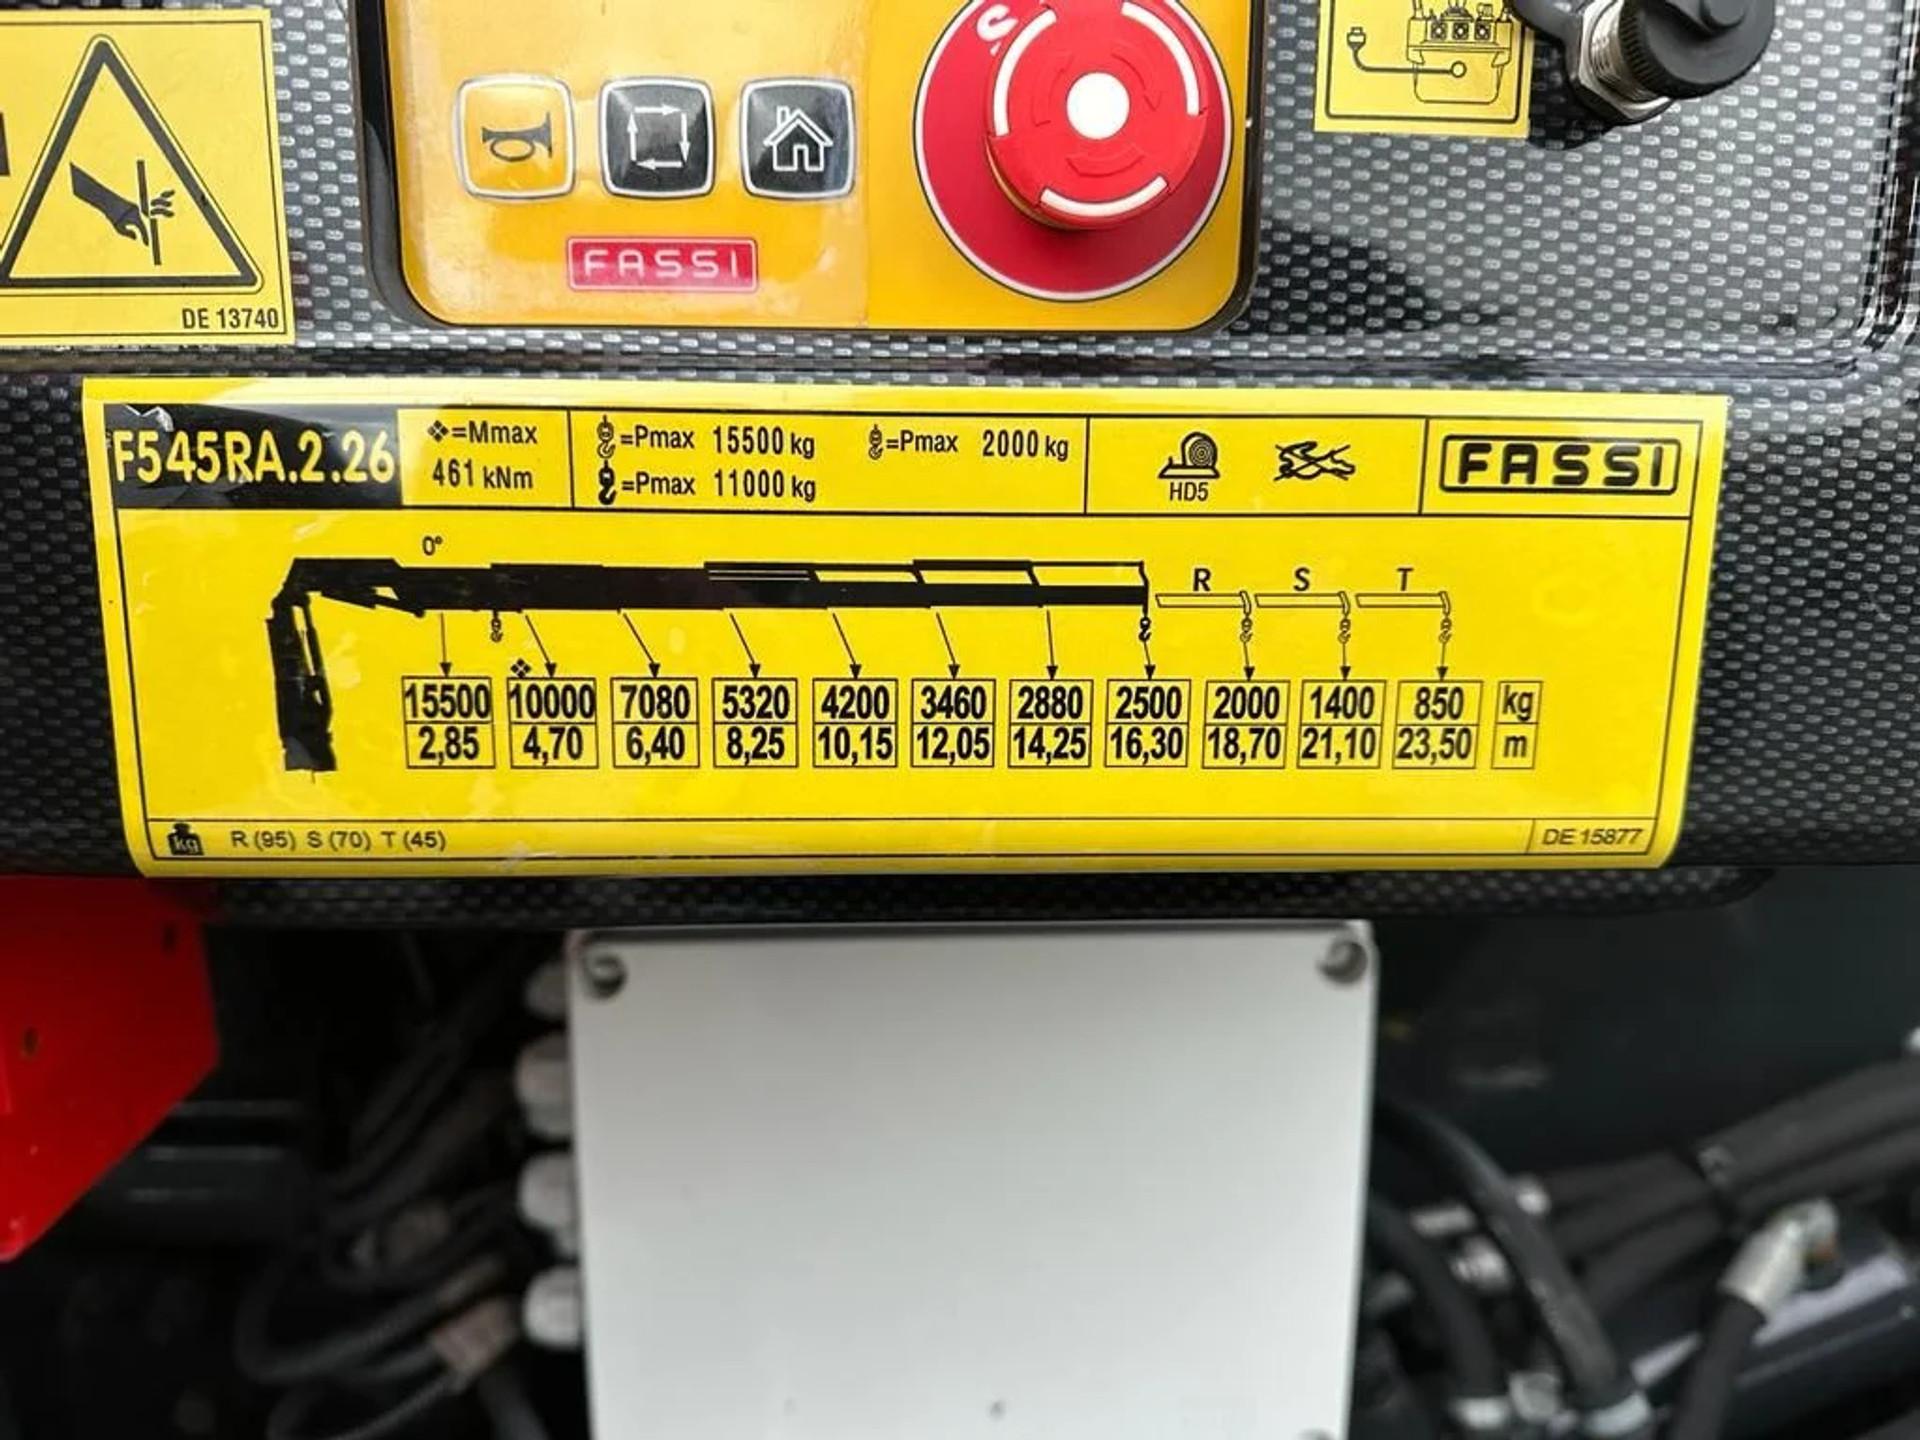 FASSI
DE 13740
F545RA.2.26
❖=Mmax
461 kNm
=Pmax 15500 kg
=Pmax 11000 kg
=Pmax 2000 kg
HD5
FASSI
0°
R S T
15500 10000 7080 5320 4200 3460 2880 2500 2000 1400 850 kg
2,85 4,70 6,40 8,25 10,15 12,05 14,25 16,30 18,70 21,10 23,50 m
kg R (95) S (70) T (45)
DE 15877